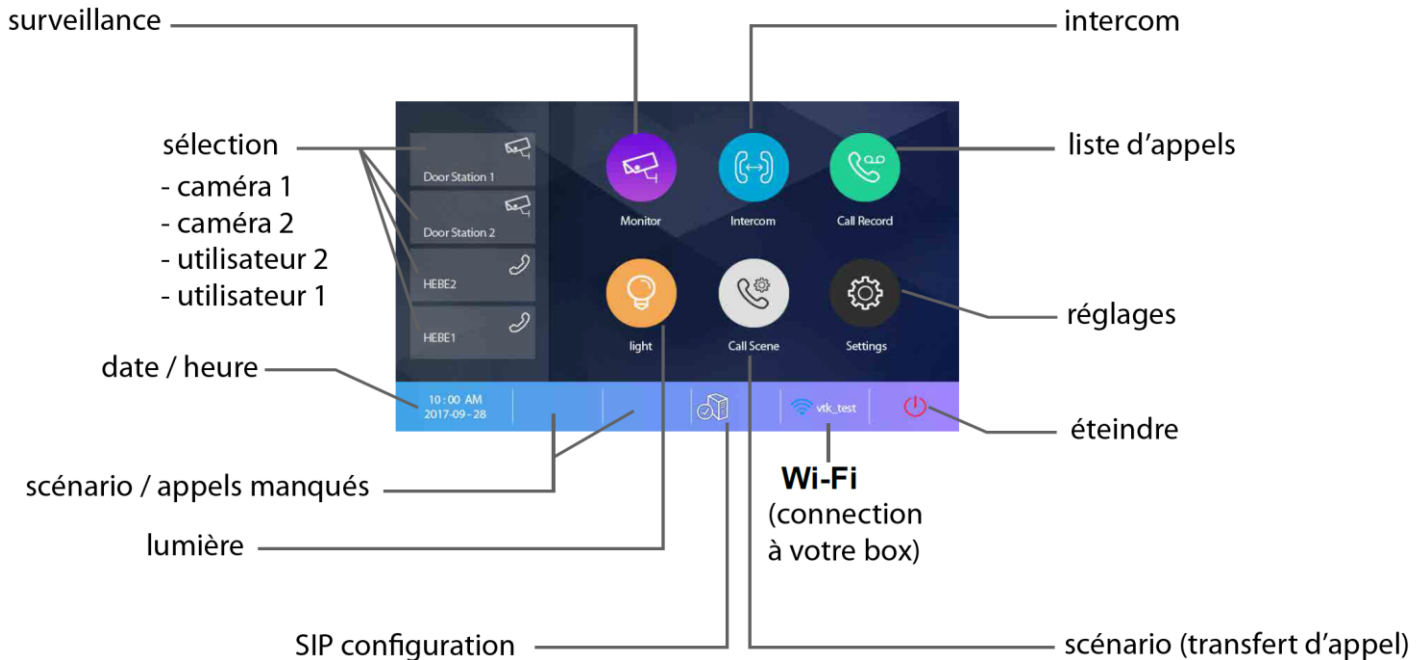 surveillance
intercom
sélection
- caméra 1
- caméra 2
- utilisateur 2
- utilisateur 1
liste d’appels
Door Station 1
Door Station 2
HEBE2
HEBE1
Monitor
Intercom
Call Record
light
Call Scene
Settings
réglages
date / heure
10:00 AM
2017-09-28
vtk_test
éteindre
scénario / appels manqués
Wi-Fi
(connection
à votre box)
lumière
SIP configuration
scénario (transfert d’appel)